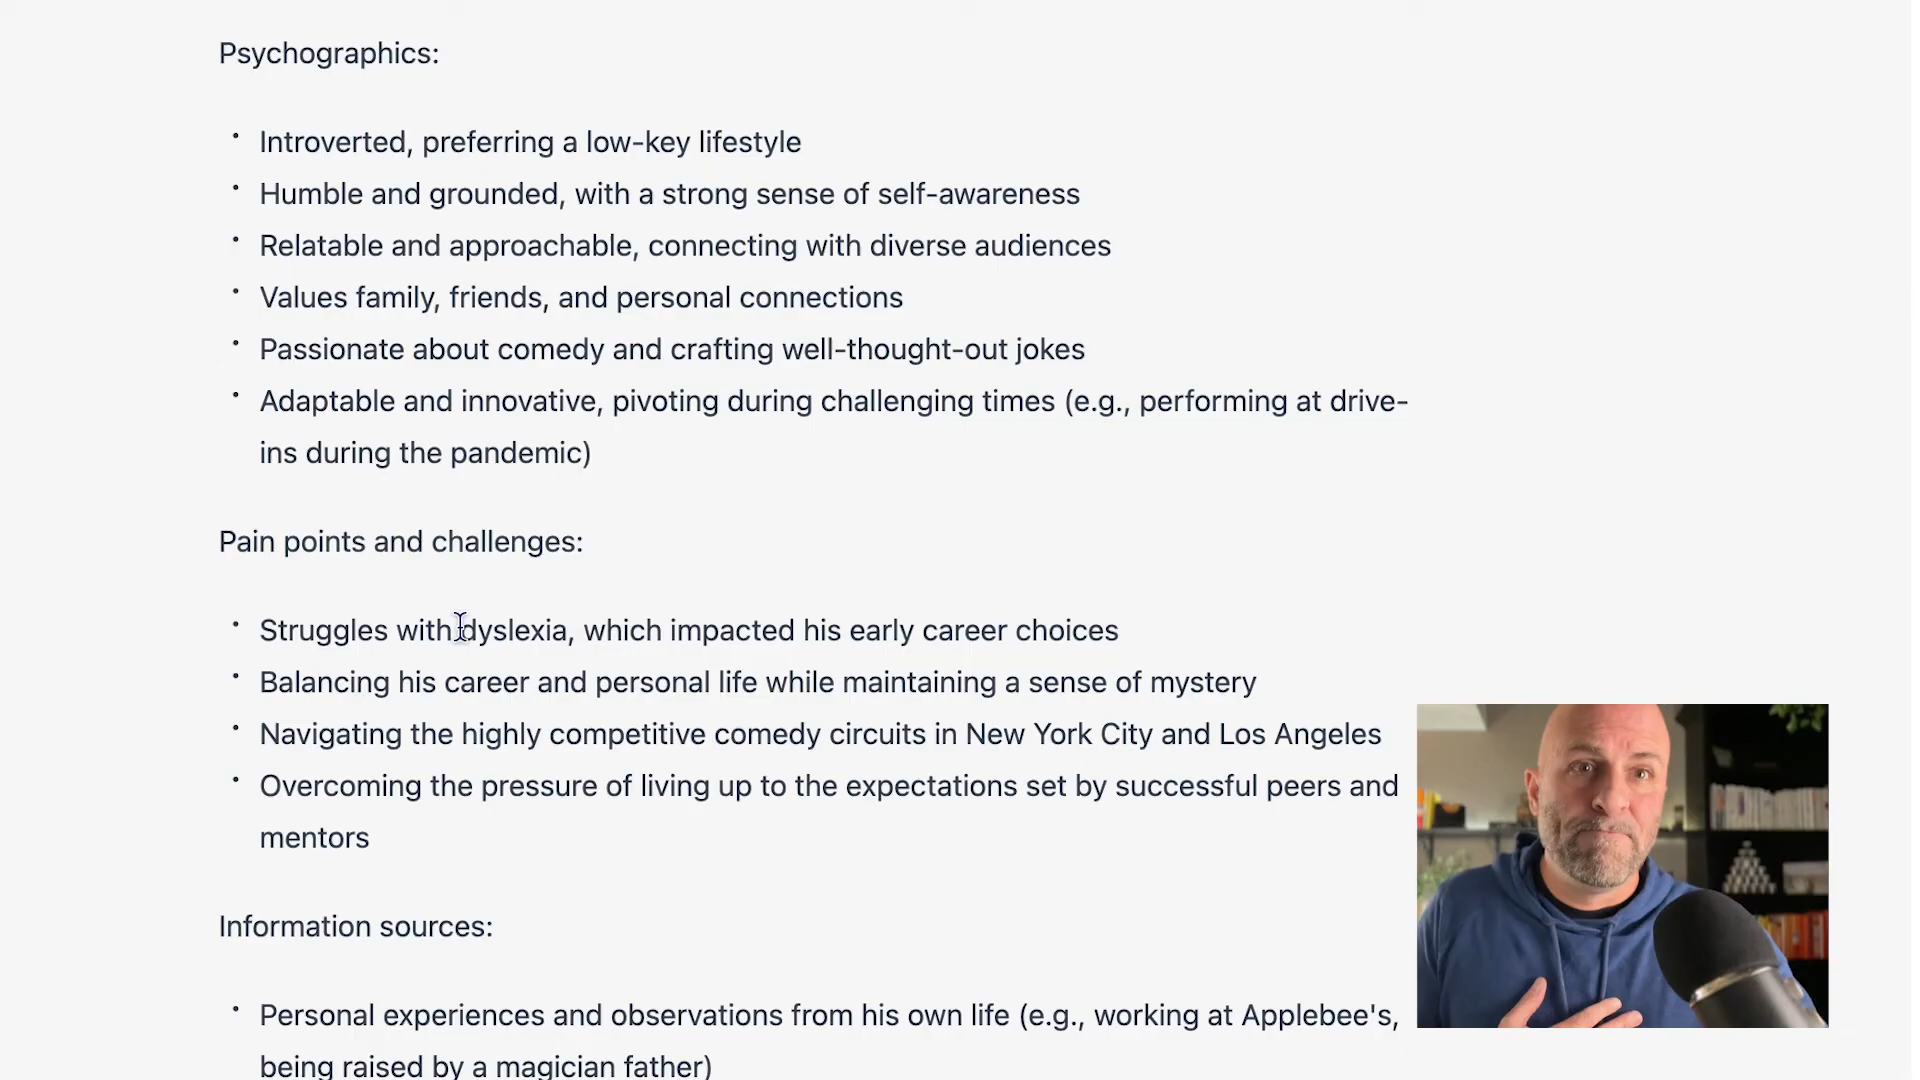 Psychographics:
• Introverted, preferring a low-key lifestyle
• Humble and grounded, with a strong sense of self-awareness
• Relatable and approachable, connecting with diverse audiences
• Values family, friends, and personal connections
• Passionate about comedy and crafting well-thought-out jokes
• Adaptable and innovative, pivoting during challenging times (e.g., performing at drive-
ins during the pandemic)
Pain points and challenges:
• Struggles with dyslexia, which impacted his early career choices
• Balancing his career and personal life while maintaining a sense of mystery
• Navigating the highly competitive comedy circuits in New York City and Los Angeles
• Overcoming the pressure of living up to the expectations set by successful peers and
mentors
Information sources:
• Personal experiences and observations from his own life (e.g., working at Applebee's,
being raised by a magician father)